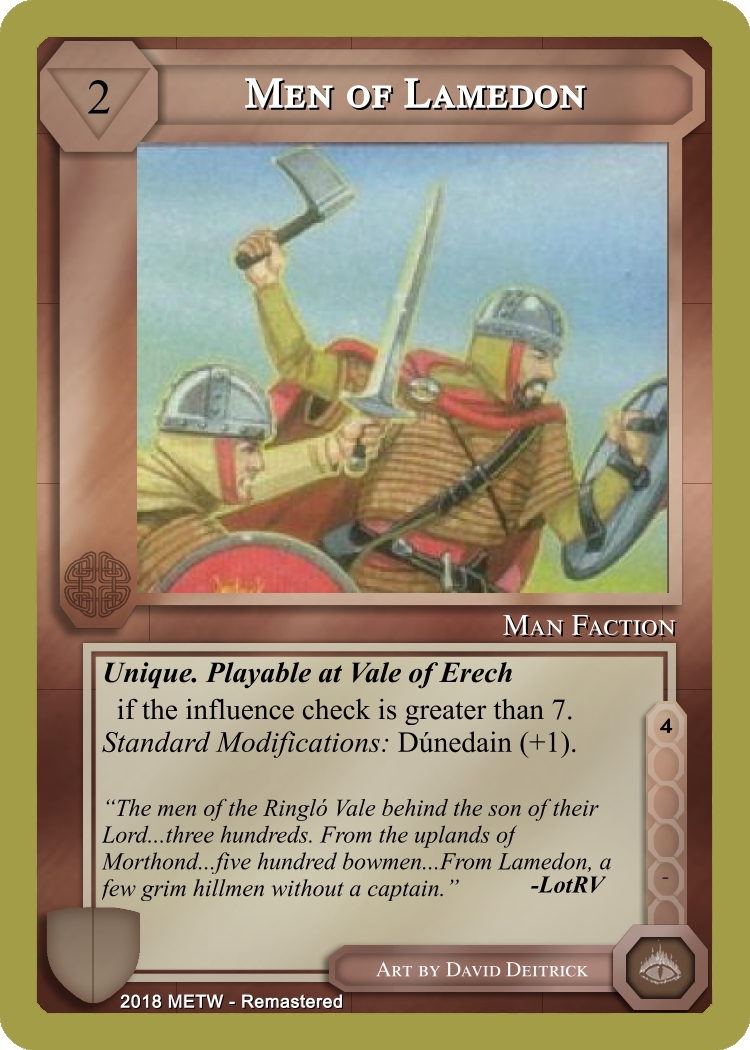 2
Men of Lamedon
Man Faction
Unique. Playable at Vale of Erech
if the influence check is greater than 7.
Standard Modifications: Dúnedain (+1).
4
“The men of the Ringló Vale behind the son of their
Lord...three hundreds. From the uplands of
Morthond...five hundred bowmen...From Lamedon, a
few grim hillmen without a captain.” -LotRV
-
Art by David Deitrick
2018 METW - Remastered